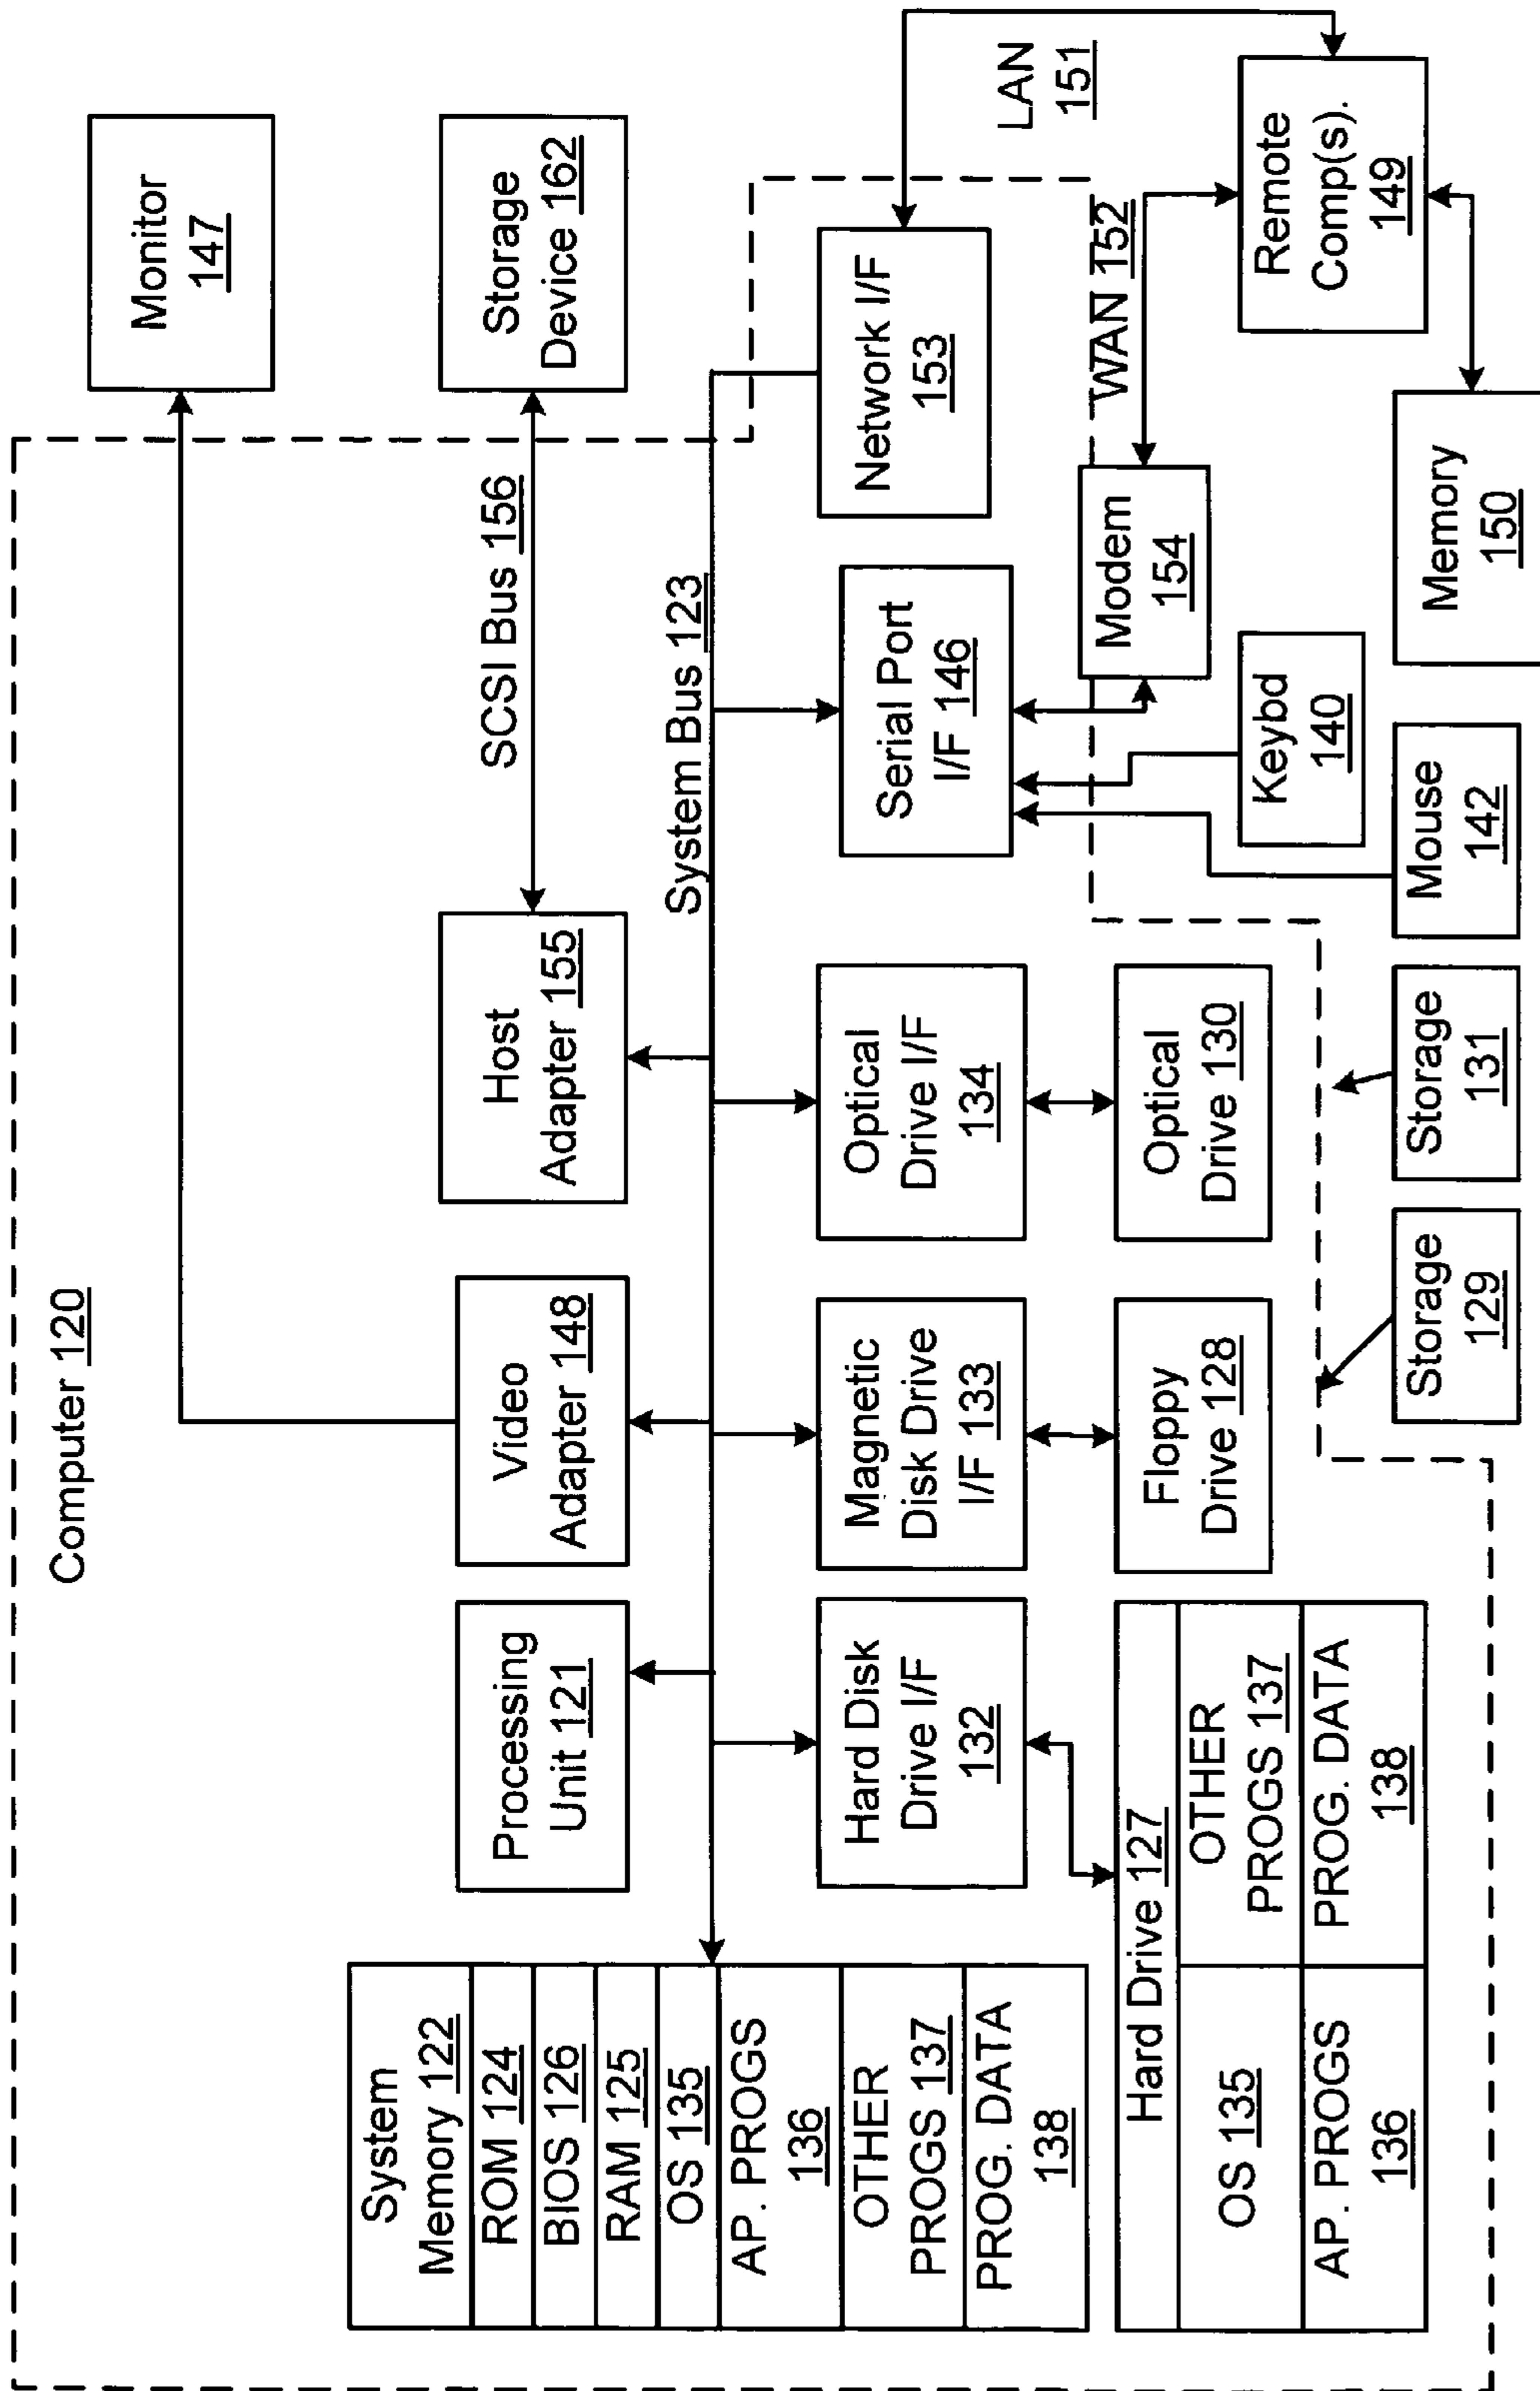 Computer 120
Monitor
147
System
Memory 122
ROM 124
BIOS 126
RAM 125
OS 135
AP. PROGS
136
OTHER
PROGS 137
PROG. DATA
138
Processing
Unit 121
Video
Adapter 148
Host
Adapter 155
SCSI Bus 156
Storage
Device 162
System Bus 123
Hard Disk
Drive I/F
132
Magnetic
Disk Drive
I/F 133
Optical
Drive I/F
134
Serial Port
I/F 146
Network I/F
153
LAN
151
Hard Drive 127
OS 135
OTHER
PROGS 137
AP. PROGS
136
PROG. DATA
138
Floppy
Drive 128
Optical
Drive 130
Modem
154
WAN 152
Keybd
140
Remote
Comp(s).
149
Storage
129
Storage
131
Mouse
142
Memory
150